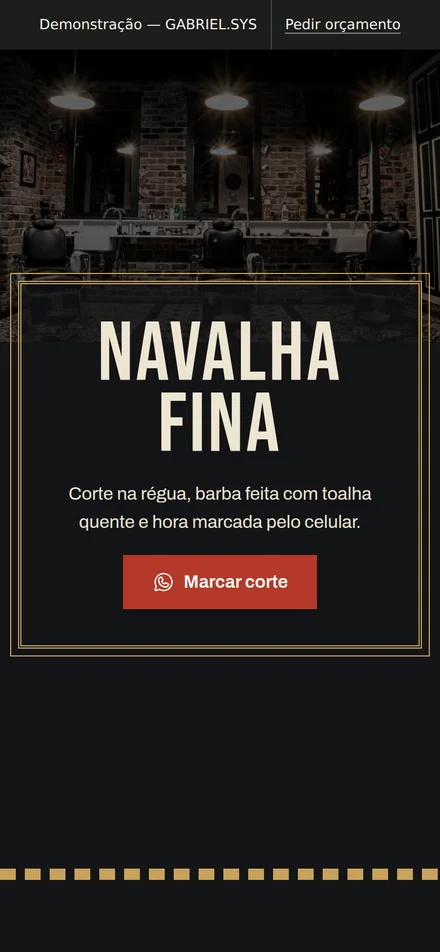 Demonstração — GABRIEL.SYS
Pedir orçamento
NAVALHA
FINA
Corte na régua, barba feita com toalha
quente e hora marcada pelo celular.
Marcar corte